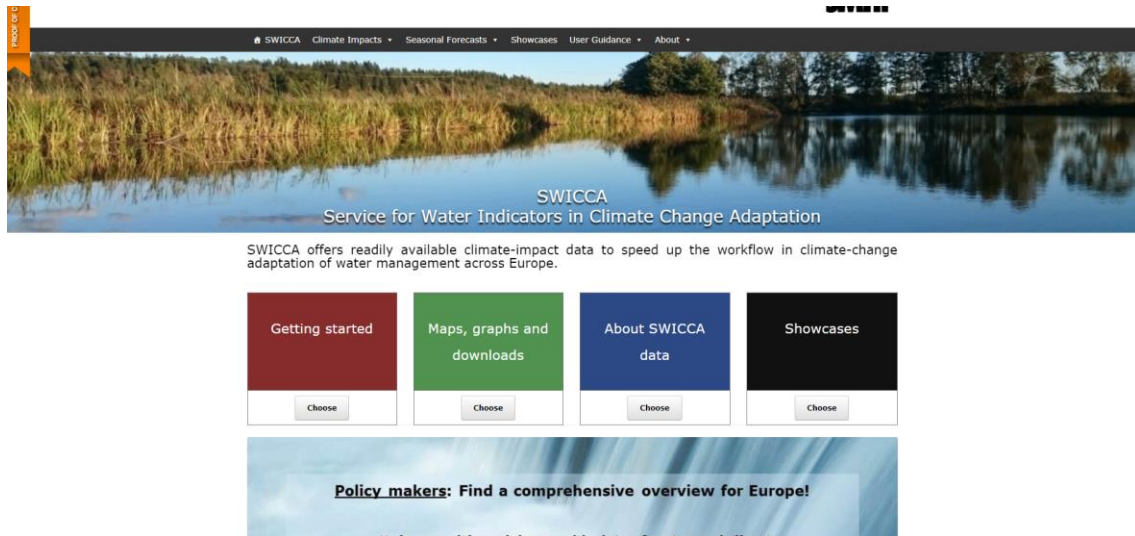 PROOF OF C
SWICCA Climate Impacts Seasonal Forecasts Showcases User Guidance About
SWICCA
Service for Water Indicators in Climate Change Adaptation
SWICCA offers readily available climate-impact data to speed up the workflow in climate-change
adaptation of water management across Europe.
Getting started
Maps, graphs and
downloads
About SWICCA
data
Showcases
Choose
Choose
Choose
Choose
Policy makers: Find a comprehensive overview for Europe!